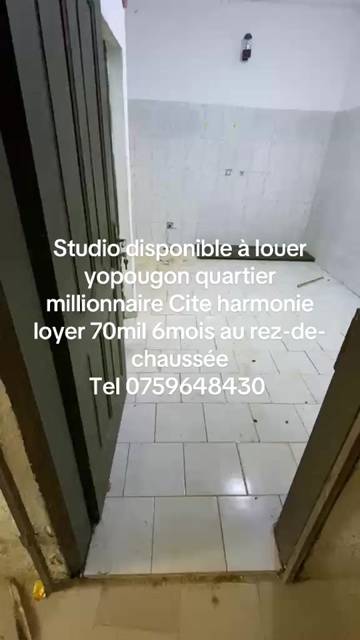 Studio disponible à louer
yopougon quartier
millionnaire Cite harmonie
loyer 70mil 6mois au rez-de-
chaussée
Tel 0759648430